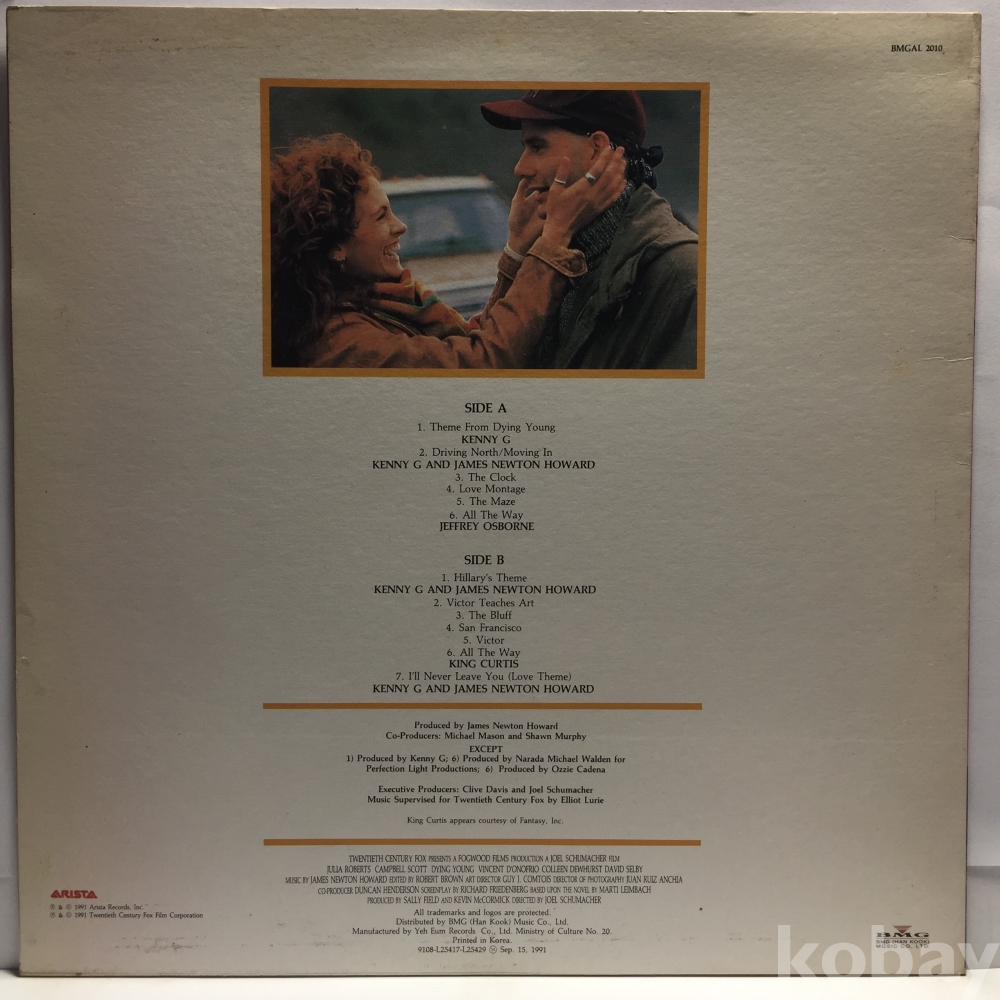 BMGAL 2010
SIDE A
1. Theme From Dying Young
KENNY G
2. Driving North/Moving In
KENNY G AND JAMES NEWTON HOWARD
3. The Clock
4. Love Montage
5. The Maze
6. All The Way
JEFFREY OSBORNE
SIDE B
1. Hillary's Theme
KENNY G AND JAMES NEWTON HOWARD
2. Victor Teaches Art
3. The Bluff
4. San Francisco
5. Victor
6. All The Way
KING CURTIS
7. I'll Never Leave You (Love Theme)
KENNY G AND JAMES NEWTON HOWARD
Produced by James Newton Howard
Co-Producers: Michael Mason and Shawn Murphy
EXCEPT
1) Produced by Kenny G; 6) Produced by Narada Michael Walden for
Perfection Light Productions; 6) Produced by Ozzie Cadena
Executive Producers: Clive Davis and Joel Schumacher
Music Supervised for Twentieth Century Fox by Elliot Lurie
King Curtis appears courtesy of Fantasy, Inc.
TWENTIETH CENTURY FOX PRESENTS A FOGWOOD FILMS PRODUCTION A JOEL SCHUMACHER FILM
JULIA ROBERTS CAMPBELL SCOTT DYING YOUNG VINCENT D'ONOFRIO COLLEEN DEWHURST DAVID SELBY
MUSIC BY JAMES NEWTON HOWARD EDITED BY ROBERT BROWN ART DIRECTOR GUY J. COMTOIS DIRECTOR OF PHOTOGRAPHY JUAN RUIZ ANCHIA
CO-PRODUCER DUNCAN HENDERSON SCREENPLAY BY RICHARD FRIEDENBERG BASED UPON THE NOVEL BY MARTI LEIMBACH
PRODUCED BY SALLY FIELD AND KEVIN McCORMICK DIRECTED BY JOEL SCHUMACHER
All trademarks and logos are protected.
Distributed by BMG (Han Kook) Music Co., Ltd.
Manufactured by Yeh Eum Records Co., Ltd. Ministry of Culture No. 20.
Printed in Korea.
9108-L25417-L25429 Sep. 15, 1991
ARISTA
℗ & © 1991 Arista Records, Inc.
℗ & © 1991 Twentieth Century Fox Film Corporation
BMG
BMG (HAN KOOK)
MUSIC CO., LTD.
kobay